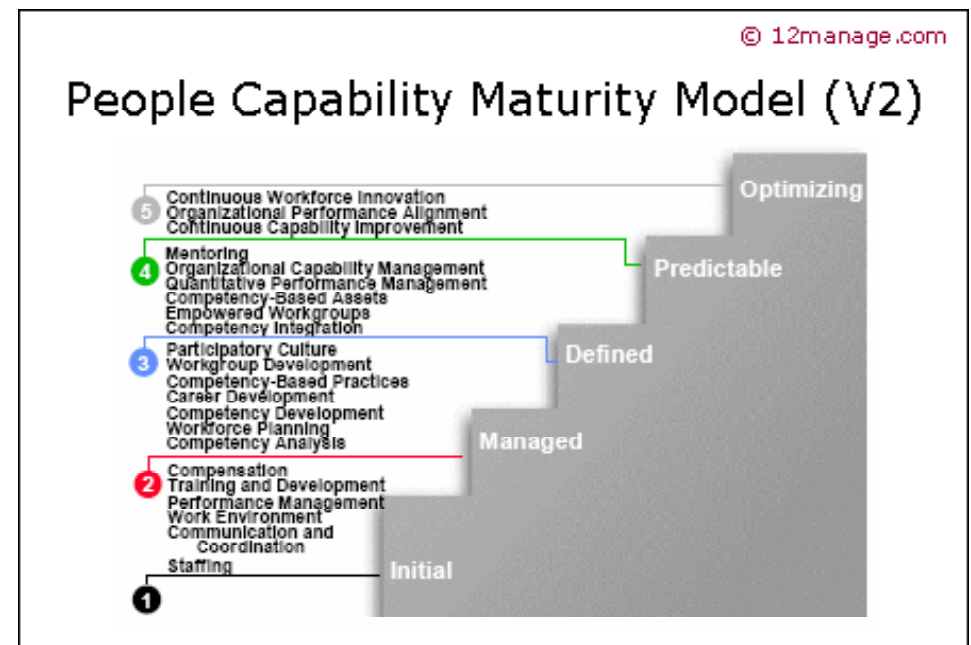 © 12manage.com
People Capability Maturity Model (V2)
Optimizing
5
Continuous Workforce Innovation
Organizational Performance Alignment
Continuous Capability Improvement
Predictable
4
Mentoring
Organizational Capability Management
Quantitative Performance Management
Competency-Based Assets
Empowered Workgroups
Competency Integration
Defined
3
Participatory Culture
Workgroup Development
Competency-Based Practices
Career Development
Competency Development
Workforce Planning
Competency Analysis
Managed
2
Compensation
Training and Development
Performance Management
Work Environment
Communication and
Coordination
Staffing
Initial
1